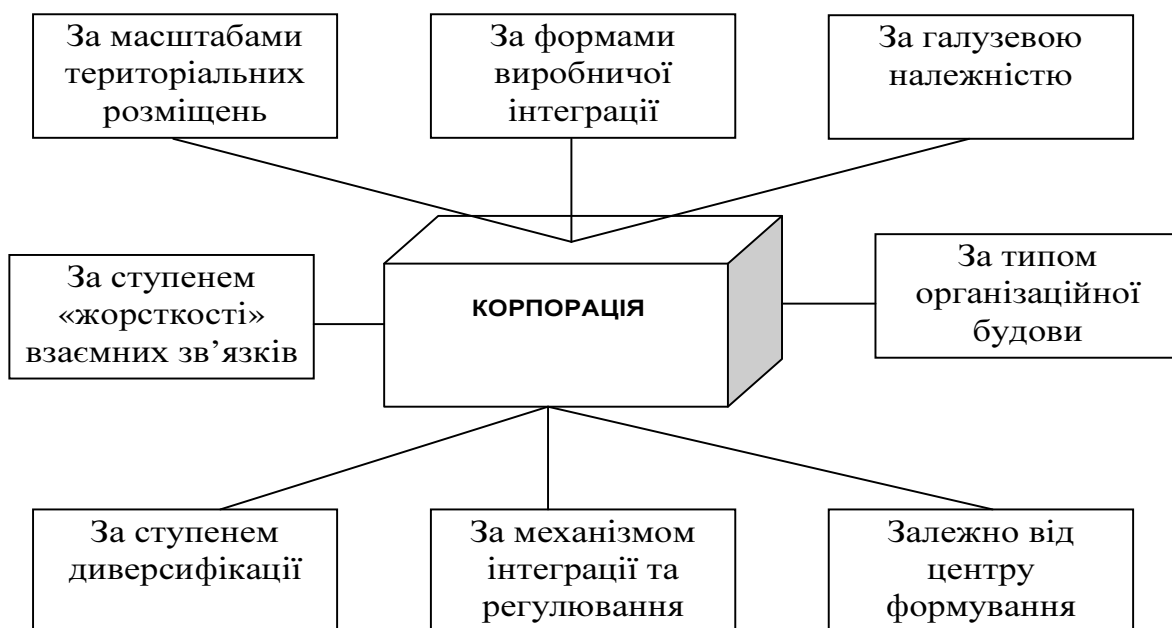 За масштабами
територіальних
розміщень
За формами
виробничої
інтеграції
За галузевою
належністю
За ступенем
«жорсткості»
взаємних зв’язків
КОРПОРАЦІЯ
За типом
організаційної
будови
За ступенем
диверсифікації
За механізмом
інтеграції та
регулювання
Залежно від
центру
формування